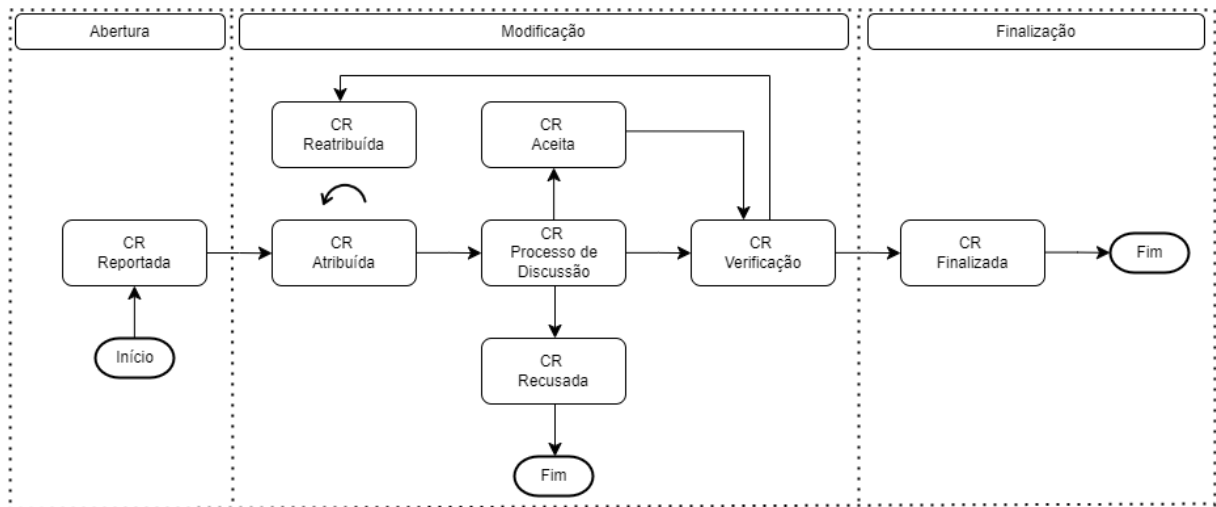 Abertura
Modificação
Finalização
CR
Reatribuída
CR
Aceita
CR
Reportada
CR
Atribuída
CR
Processo de
Discussão
CR
Verificação
CR
Finalizada
Fim
Início
CR
Recusada
Fim